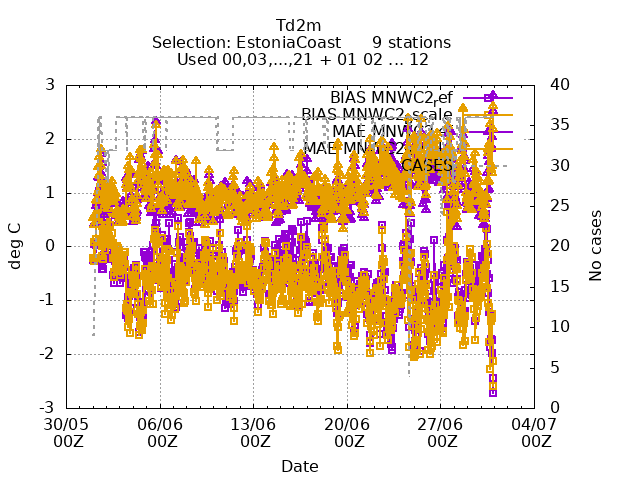 Td2m
Selection: EstoniaCoast 9 stations
Used 00,03,...,21 + 01 02 ... 12
BIAS MNWC2_ref
BIAS MNWC2_scale
MAE
MAE
CASES
3
2
1
0
-1
-2
-3
deg C
40
35
30
25
20
15
10
5
0
No cases
30/05 06/06 13/06 20/06 27/06 04/07
00Z 00Z 00Z 00Z 00Z 00Z
Date